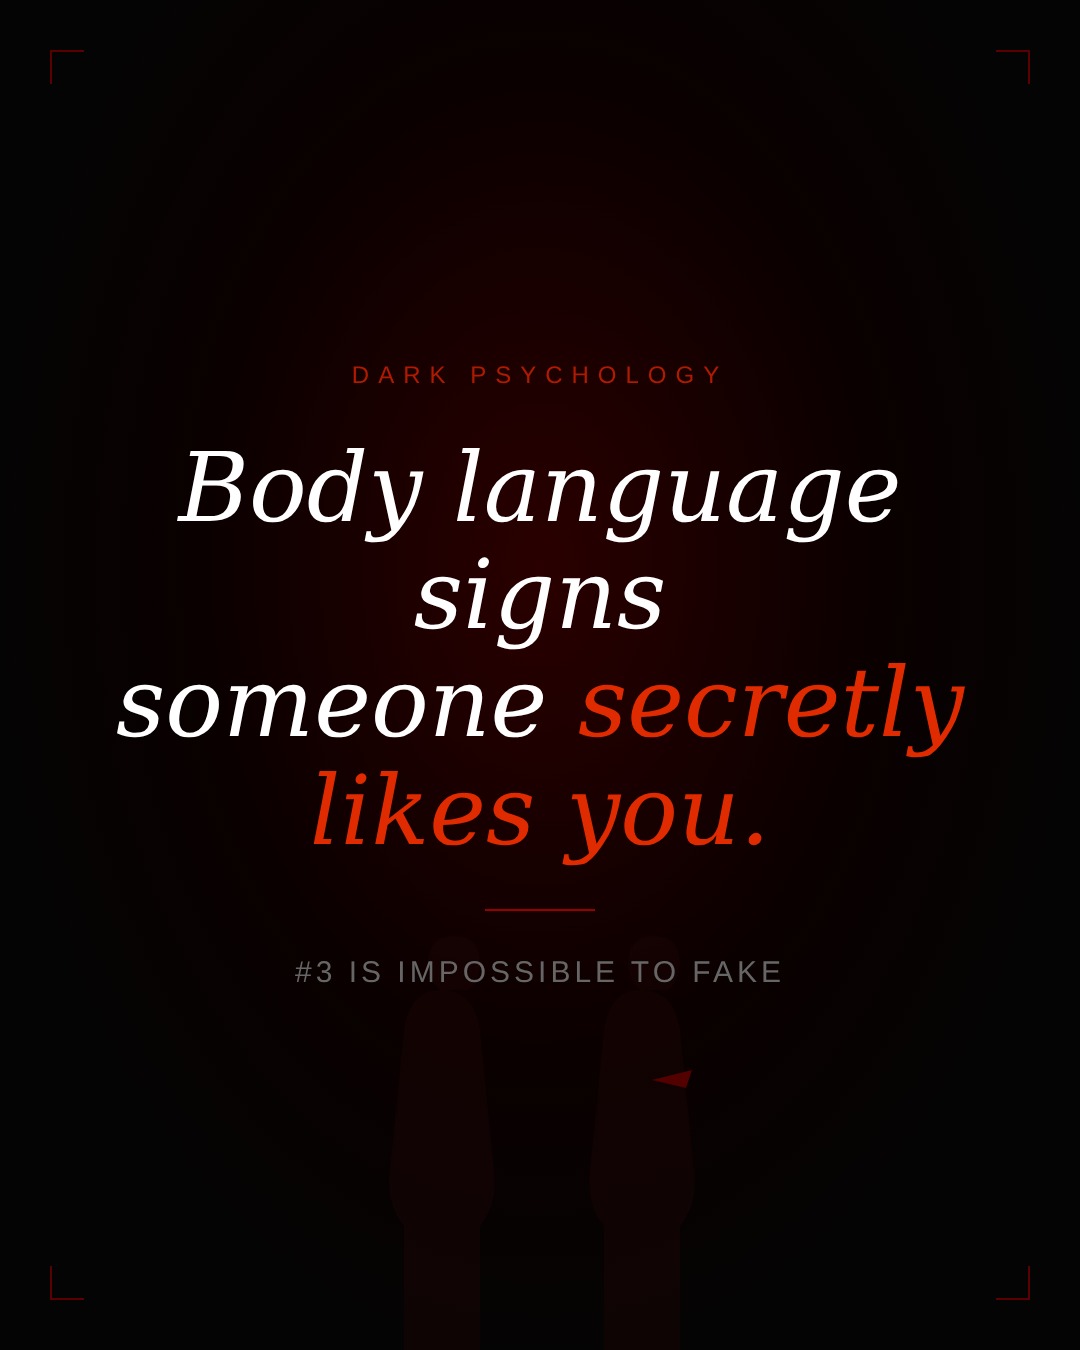 DARK PSYCHOLOGY
Body language
signs
someone secretly
likes you.
#3 IS IMPOSSIBLE TO FAKE